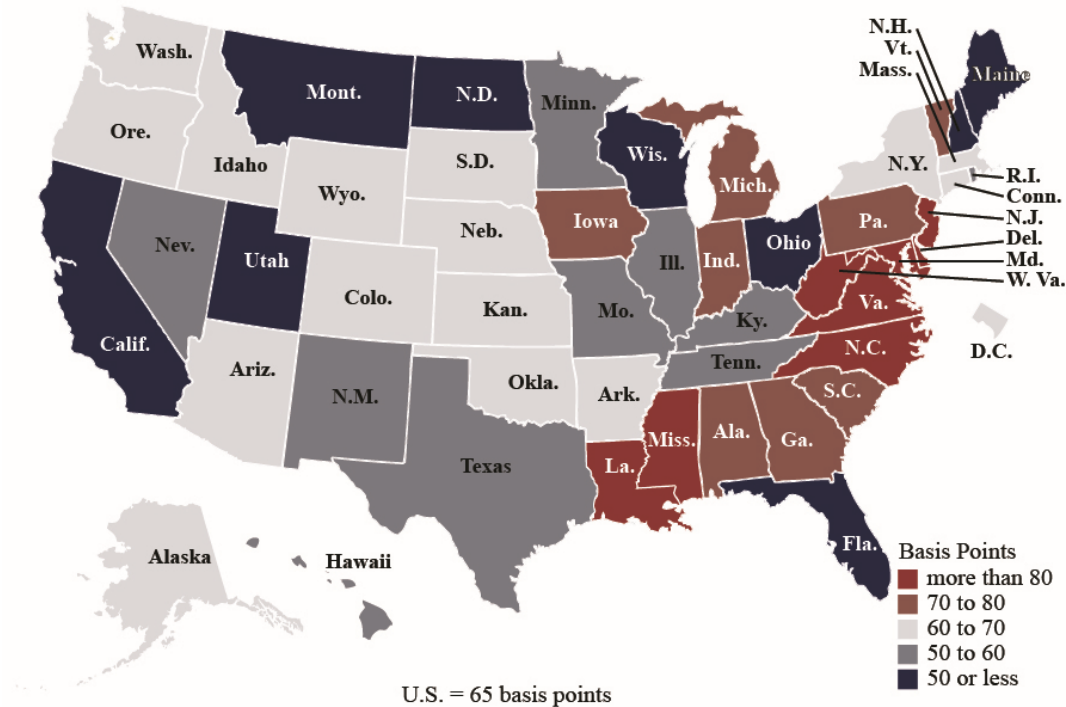 N.H.
Vt.
Wash.
Mass.
Maine
Mont.
N.D.
Minn.
Ore.
Idaho
S.D.
Wis.
N.Y.
Wyo.
Mich.
R.I.
Conn.
Iowa
Pa.
N.J.
Neb.
Nev.
Ohio
Del.
Utah
Ill.
Ind.
Md.
W. Va.
Colo.
Kan.
Mo.
Va.
Ky.
Calif.
N.C.
D.C.
Ariz.
Tenn.
Okla.
N.M.
Ark.
S.C.
Miss.
Ala.
Ga.
Texas
La.
Fla.
Alaska
Hawaii
Basis Points
more than 80
70 to 80
60 to 70
50 to 60
50 or less
U.S. = 65 basis points